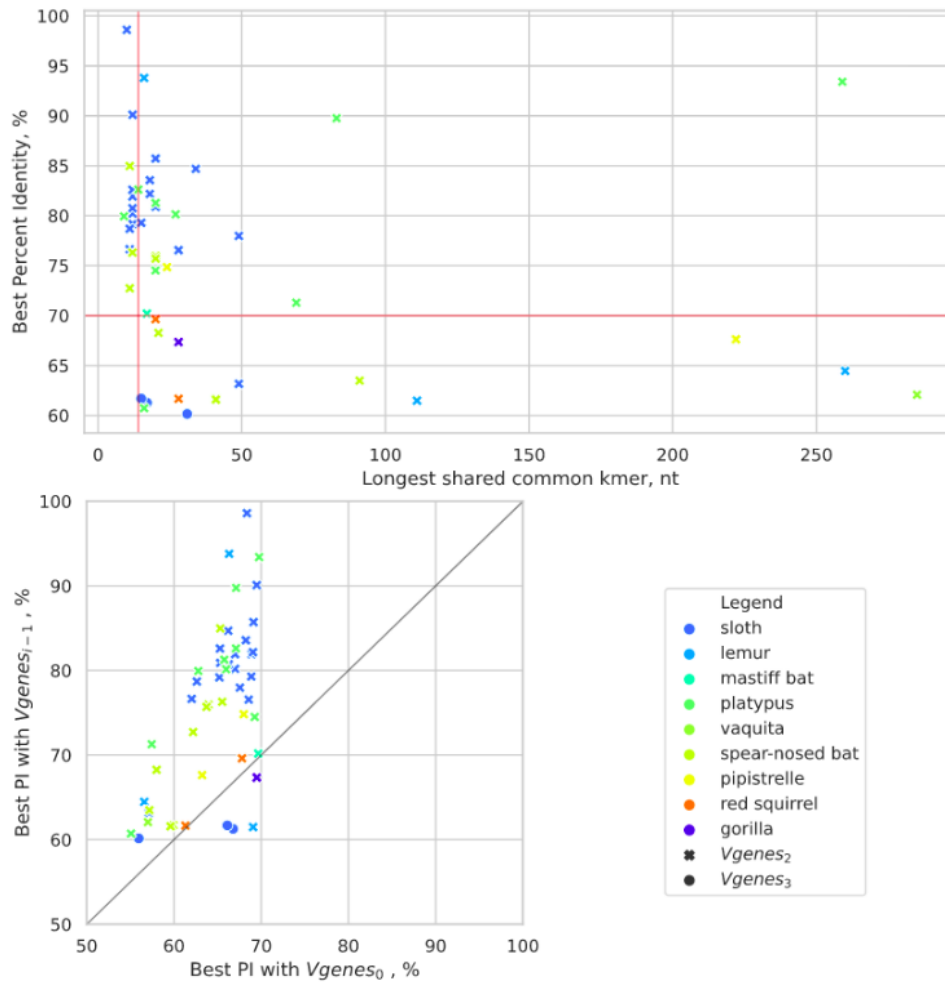 100
95
90
85
80
75
70
65
60
Best Percent Identity, %
0 50 100 150 200 250
Longest shared common kmer, nt
100
90
80
70
60
50
Best PI with Vgenes_{i−1}, %
50 60 70 80 90 100
Best PI with Vgenes_0 , %
Legend
sloth
lemur
mastiff bat
platypus
vaquita
spear-nosed bat
pipistrelle
red squirrel
gorilla
Vgenes_2
Vgenes_3